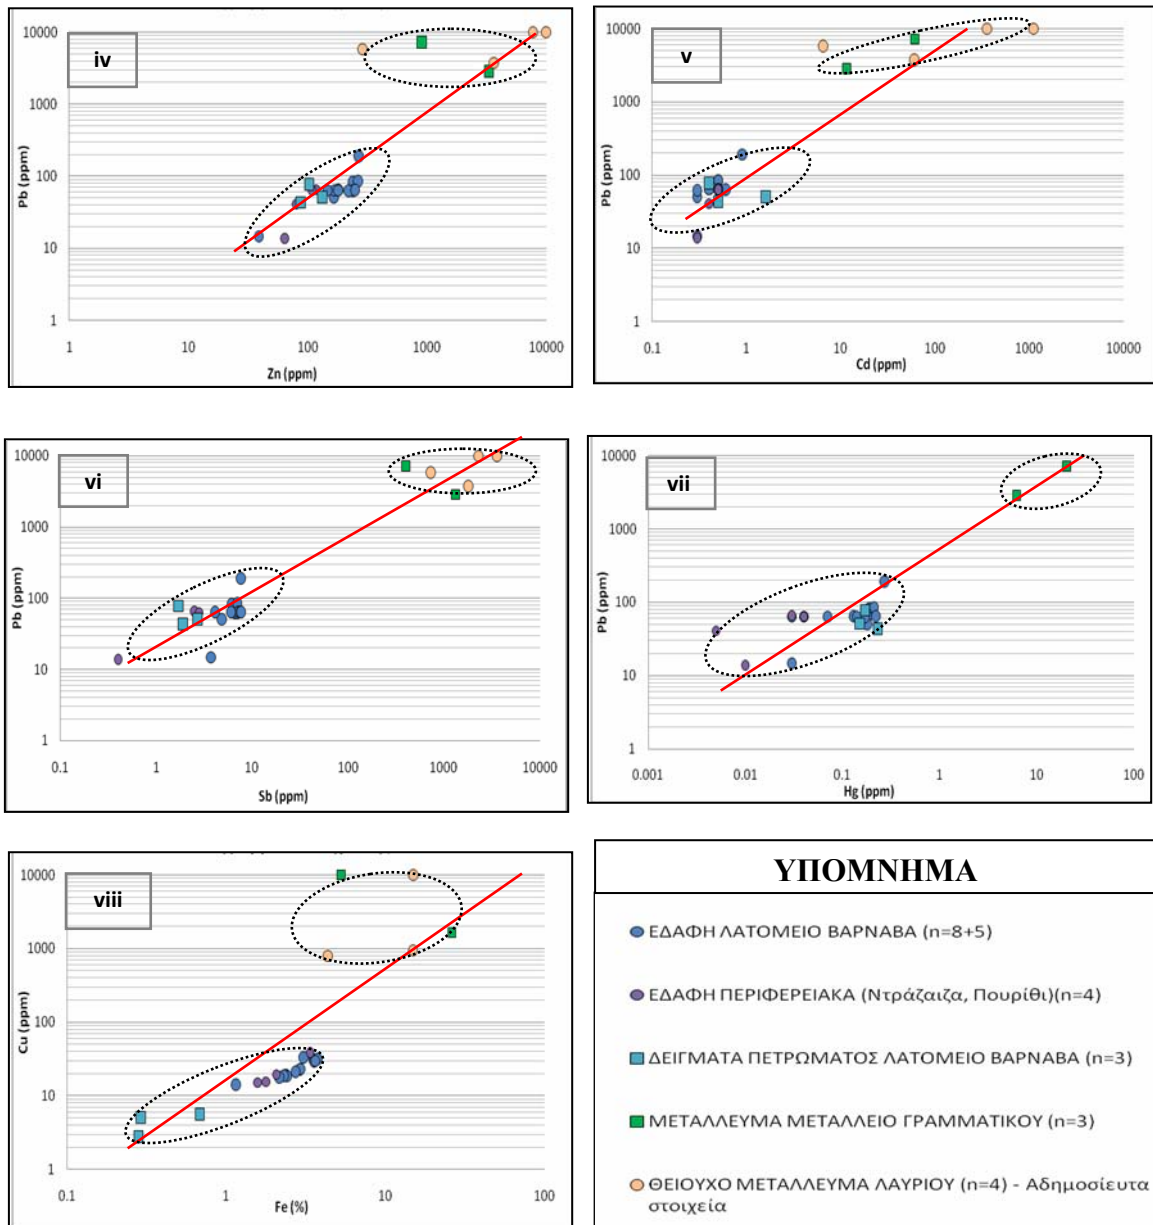 iv
Pb (ppm)
10000
1000
100
10
1
1 10 100 1000 10000
Zn (ppm)
v
Pb (ppm)
10000
1000
100
10
1
0.1 1 10 100 1000 10000
Cd (ppm)
vi
Pb (ppm)
10000
1000
100
10
1
0.1 1 10 100 1000 10000
Sb (ppm)
vii
Pb (ppm)
10000
1000
100
10
1
0.001 0.01 0.1 1 10 100
Hg (ppm)
viii
Cu (ppm)
10000
1000
100
10
1
0.1 1 10 100
Fe (%)
ΥΠΟΜΝΗΜΑ
ΕΔΑΦΗ ΛΑΤΟΜΕΙΟ ΒΑΡΝΑΒΑ (n=8+5)
ΕΔΑΦΗ ΠΕΡΙΦΕΡΕΙΑΚΑ (Ντράζαιζα, Πουρίθι)(n=4)
ΔΕΙΓΜΑΤΑ ΠΕΤΡΩΜΑΤΟΣ ΛΑΤΟΜΕΙΟ ΒΑΡΝΑΒΑ (n=3)
ΜΕΤΑΛΛΕΥΜΑ ΜΕΤΑΛΛΕΙΟ ΓΡΑΜΜΑΤΙΚΟΥ (n=3)
ΘΕΙΟΥΧΟ ΜΕΤΑΛΛΕΥΜΑ ΛΑΥΡΙΟΥ (n=4) - Αδημοσίευτα
στοιχεία